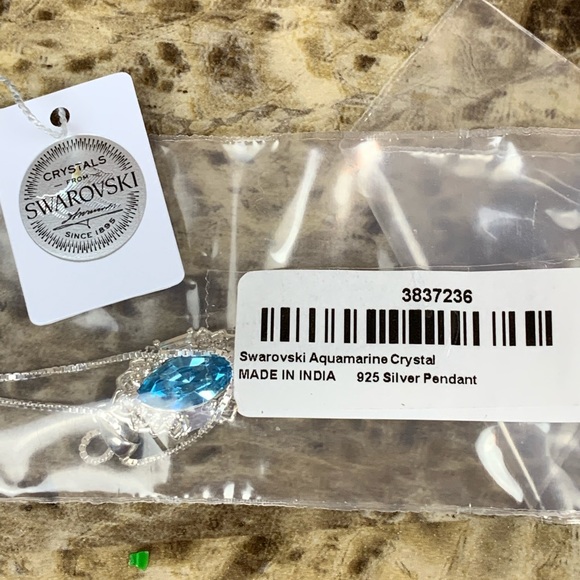 CRYSTALS
FROM
SWAROVSKI
SINCE 1895
3837236
Swarovski Aquamarine Crystal
MADE IN INDIA 925 Silver Pendant